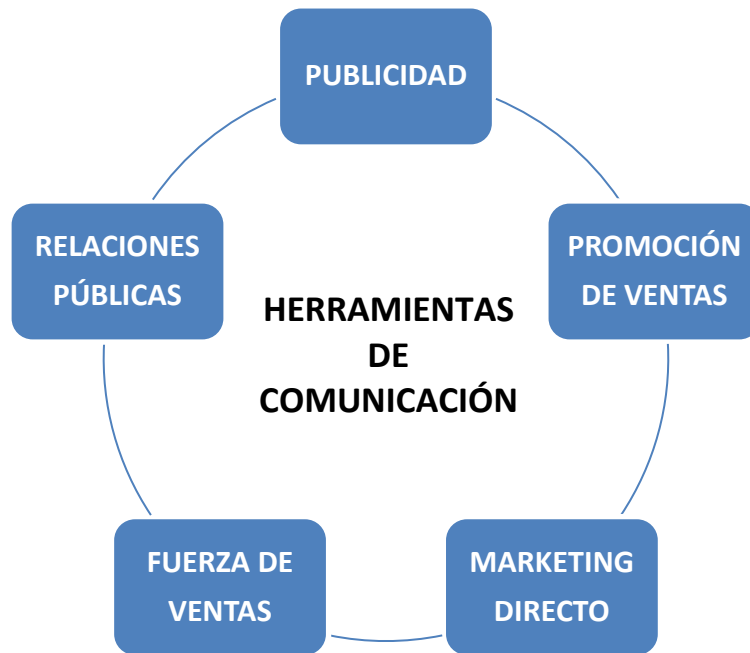 PUBLICIDAD
PROMOCIÓN
DE VENTAS
MARKETING
DIRECTO
FUERZA DE
VENTAS
RELACIONES
PÚBLICAS
HERRAMIENTAS
DE
COMUNICACIÓN